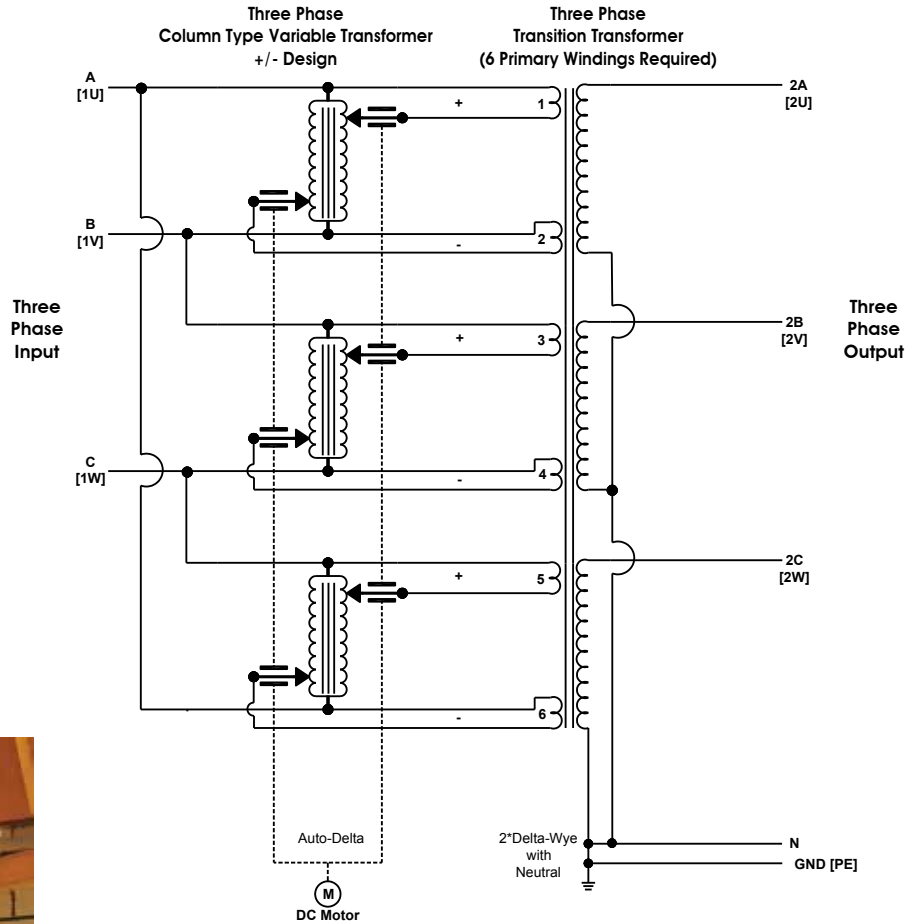 Three Phase
Column Type Variable Transformer
+/- Design
Three Phase
Transition Transformer
(6 Primary Windings Required)
A
[1U]
+
1
2A
[2U]
B
[1V]
-
2
Three
Phase
Input
+
3
2B
[2V]
Three
Phase
Output
C
[1W]
-
4
+
5
2C
[2W]
-
6
Auto-Delta
2*Delta-Wye
with
Neutral
N
GND [PE]
M
DC Motor